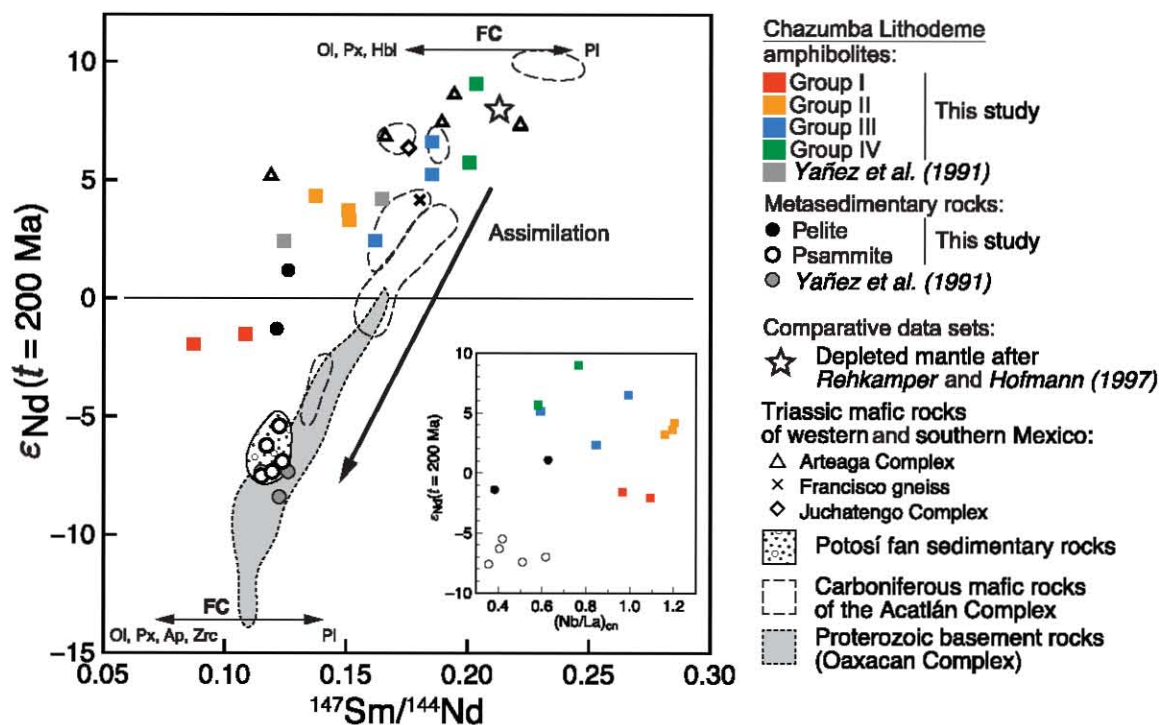 Ol, Px, Hbl
FC
Pl
10
5
0
−5
−10
−15
εNd(t = 200 Ma)
Assimilation
FC
Ol, Px, Ap, Zrc
Pl
0.05
0.10
0.15
0.20
0.25
0.30
147Sm/144Nd
10
5
0
−5
−10
εNd(t = 200 Ma)
0.4
0.6
0.8
1.0
1.2
(Nb/La)cn
Chazumba Lithodeme
amphibolites:
Group I
Group II
Group III
Group IV
This study
Yañez et al. (1991)
Metasedimentary rocks:
Pelite
Psammite
This study
Yañez et al. (1991)
Comparative data sets:
Depleted mantle after
Rehkamper and Hofmann (1997)
Triassic mafic rocks
of western and southern Mexico:
Arteaga Complex
Francisco gneiss
Juchatengo Complex
Potosí fan sedimentary rocks
Carboniferous mafic rocks
of the Acatlán Complex
Proterozoic basement rocks
(Oaxacan Complex)